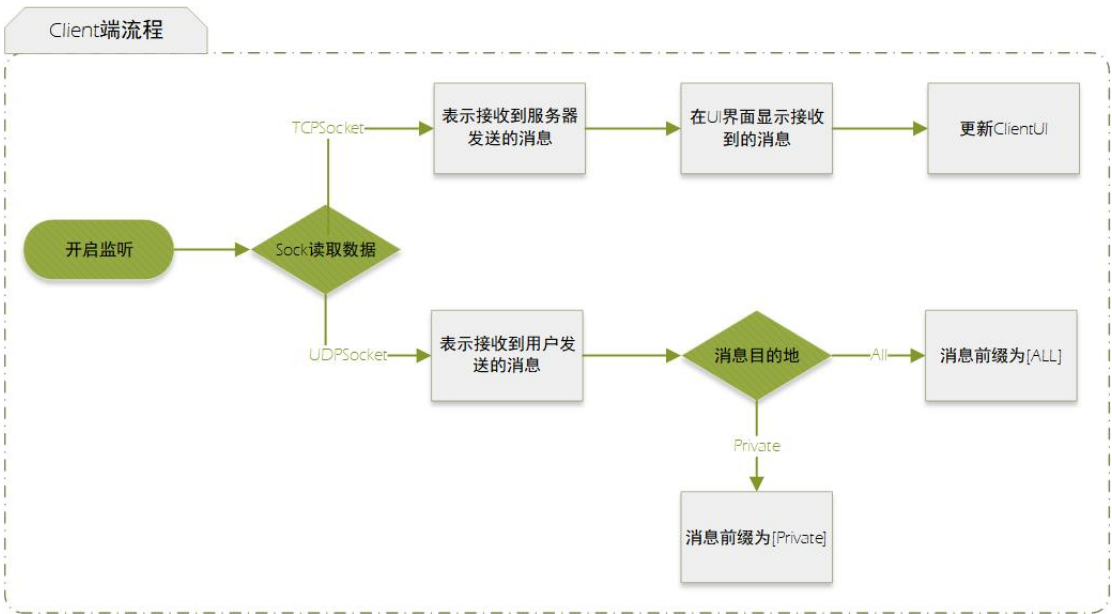 Client端流程
TCPSocket
表示接收到服务器
发送的消息
在UI界面显示接收
到的消息
更新ClientUI
开启监听
Sock读取数据
UDPSocket
表示接收到用户发
送的消息
消息目的地
All
消息前缀为[ALL]
Private
消息前缀为[Private]